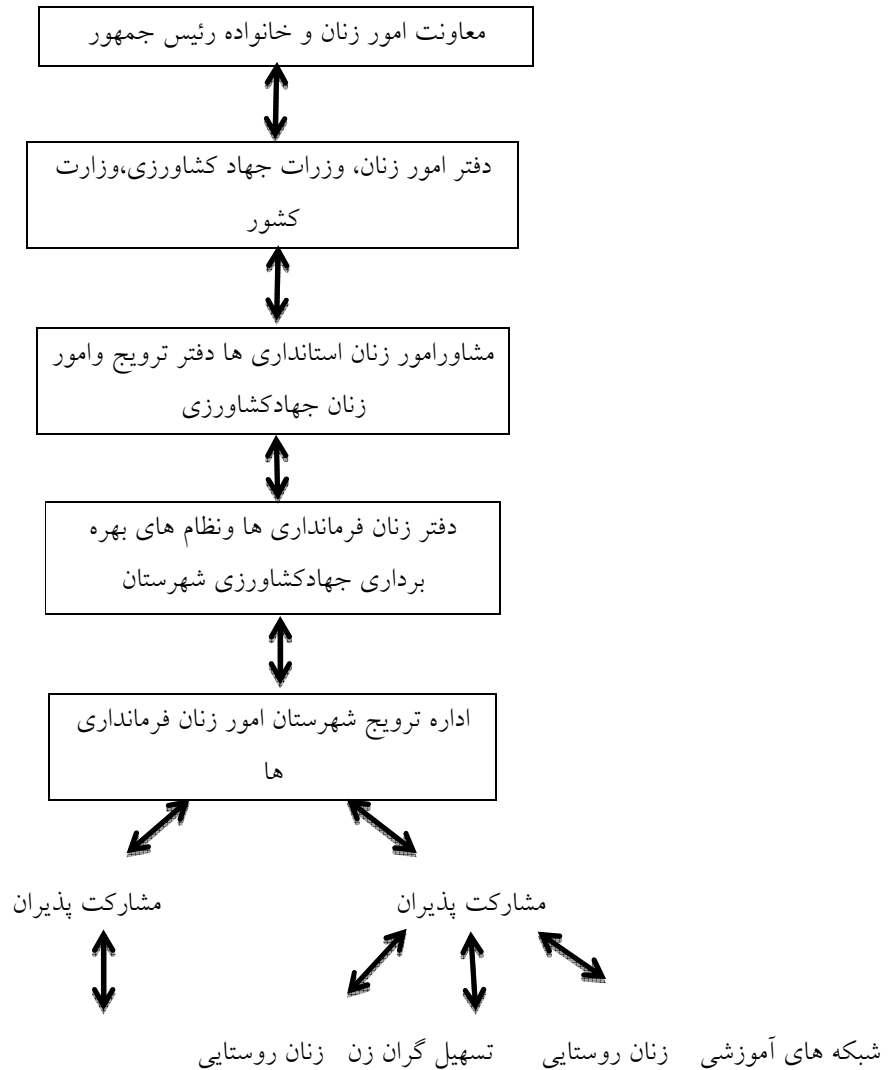 معاونت امور زنان و خانواده رئیس جمهور
دفتر امور زنان، وزرات جهاد کشاورزی،وزارت
کشور
مشاورامور زنان استانداری ها دفتر ترویج وامور
زنان جهادکشاورزی
دفتر زنان فرمانداری ها ونظام های بهره
برداری جهادکشاورزی شهرستان
اداره ترویج شهرستان امور زنان فرمانداری
ها
مشارکت پذیران مشارکت پذیران
شبکه های آموزشی زنان روستایی تسهیل گران زن زنان روستایی